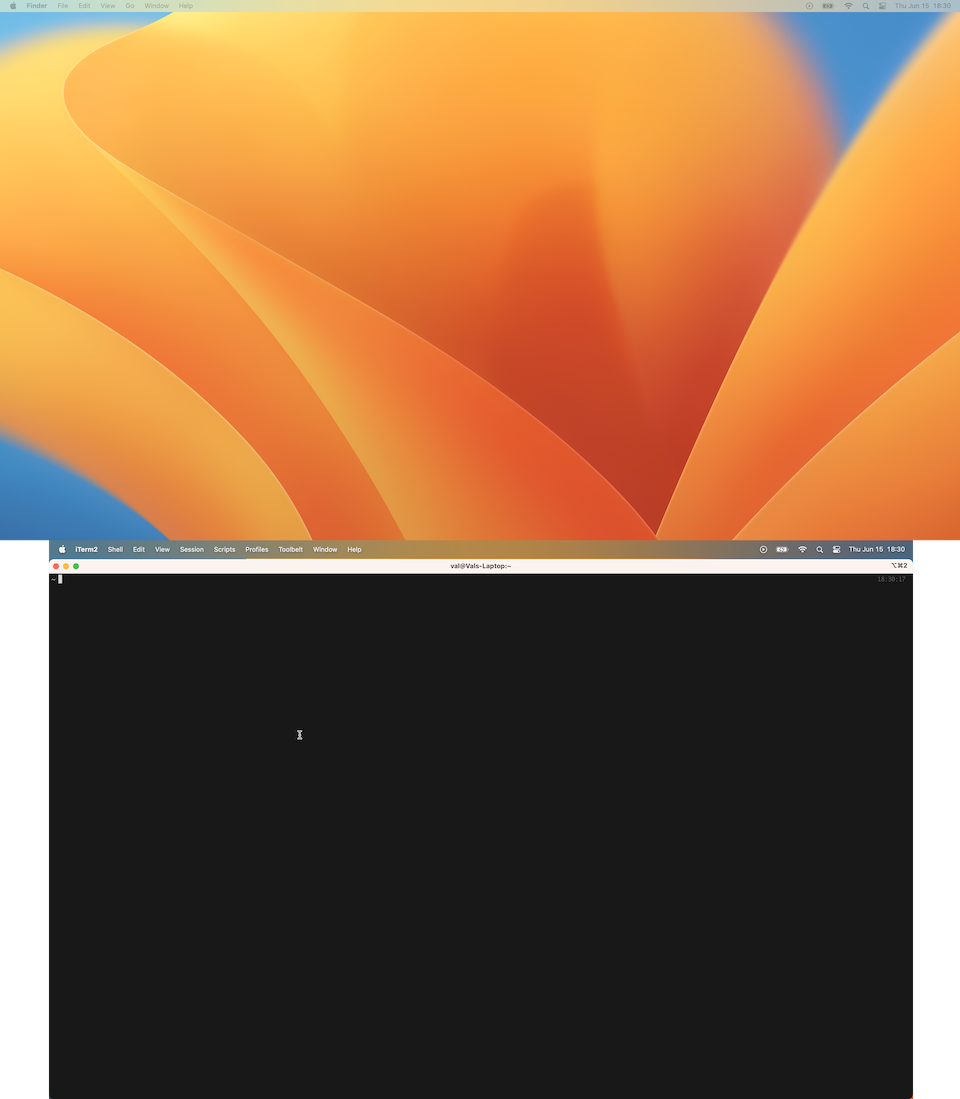 Finder File Edit View Go Window Help Thu Jun 15 18:30
iTerm2 Shell Edit View Session Scripts Profiles Toolbelt Window Help Thu Jun 15 18:30
val@Vals-Laptop:~ ⌥⌘2
~ 18:30:17